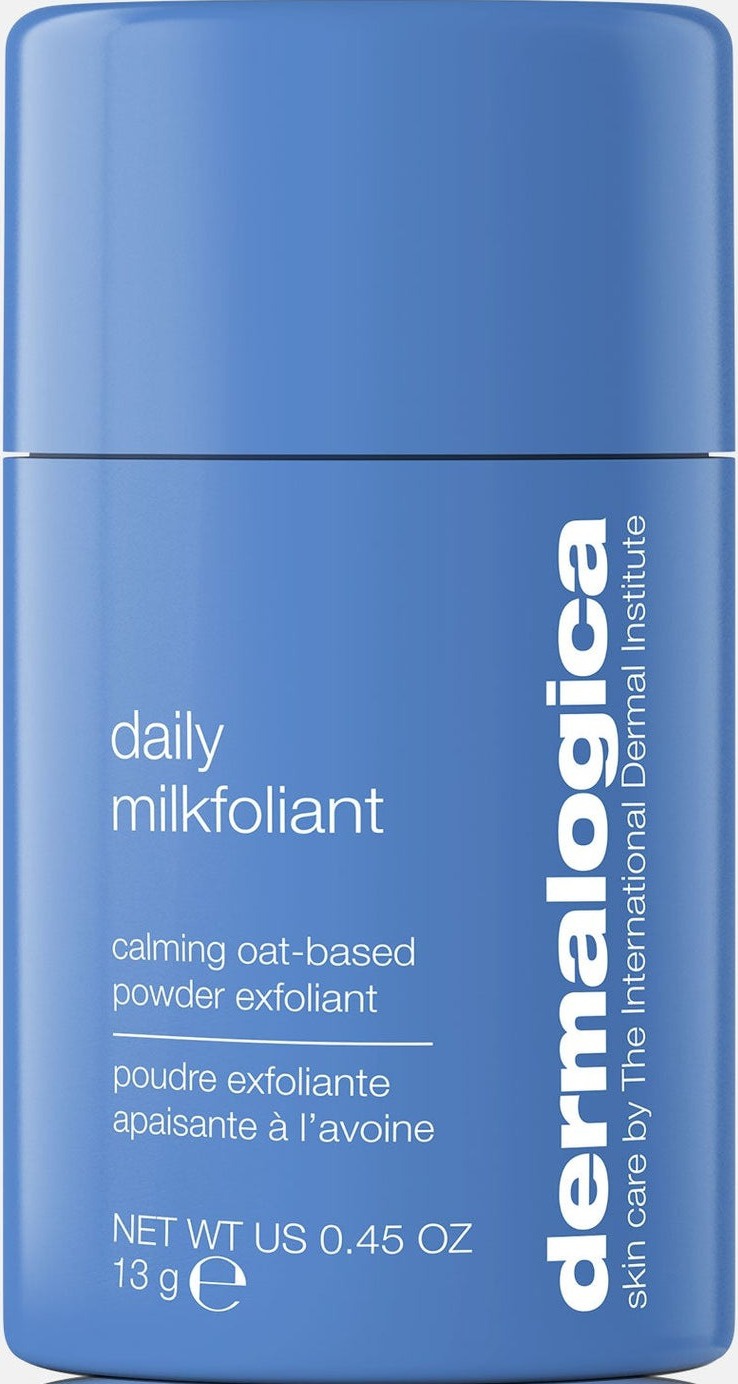 daily
milkfoliant
calming oat-based
powder exfoliant
poudre exfoliante
apaisante à l'avoine
NET WT US 0.45 OZ
13 g ℮
dermalogica
skin care by The International Dermal Institute